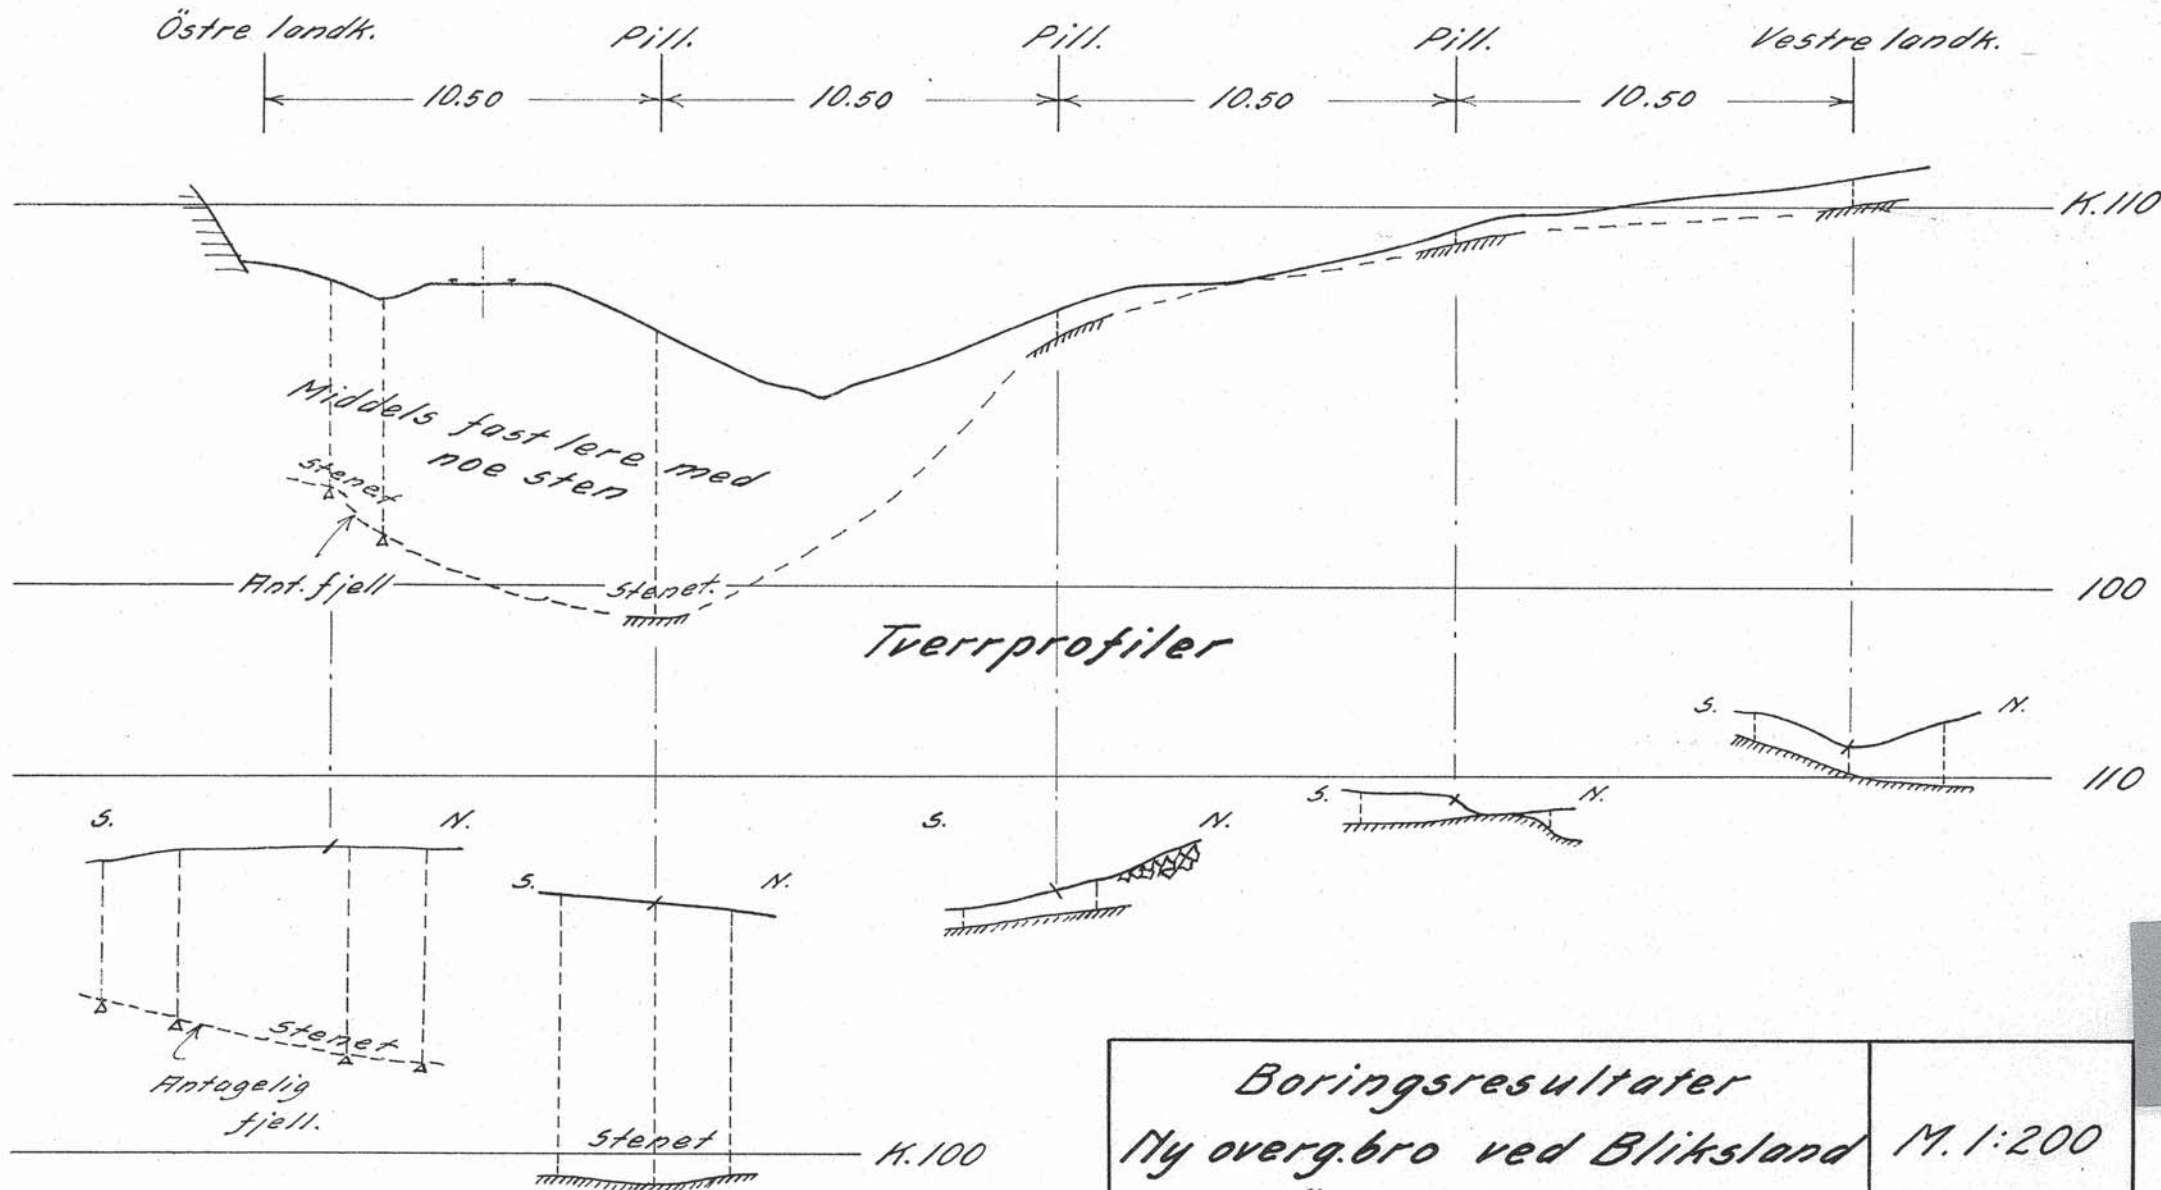 Östre landk. Pill. Pill. Pill. Vestre landk.
10.50 10.50 10.50 10.50
K.110
Middels fast lere med
noe sten
stenet
Ant. fjell
Stenet.
100
Tverrprofiler
S. N.
110
S. N.
S. N.
S. N.
S. N.
Stenet
Antagelig
fjell.
Stenet
K.100
Boringsresultater
Ny overg.bro ved Bliksland
M. 1:200